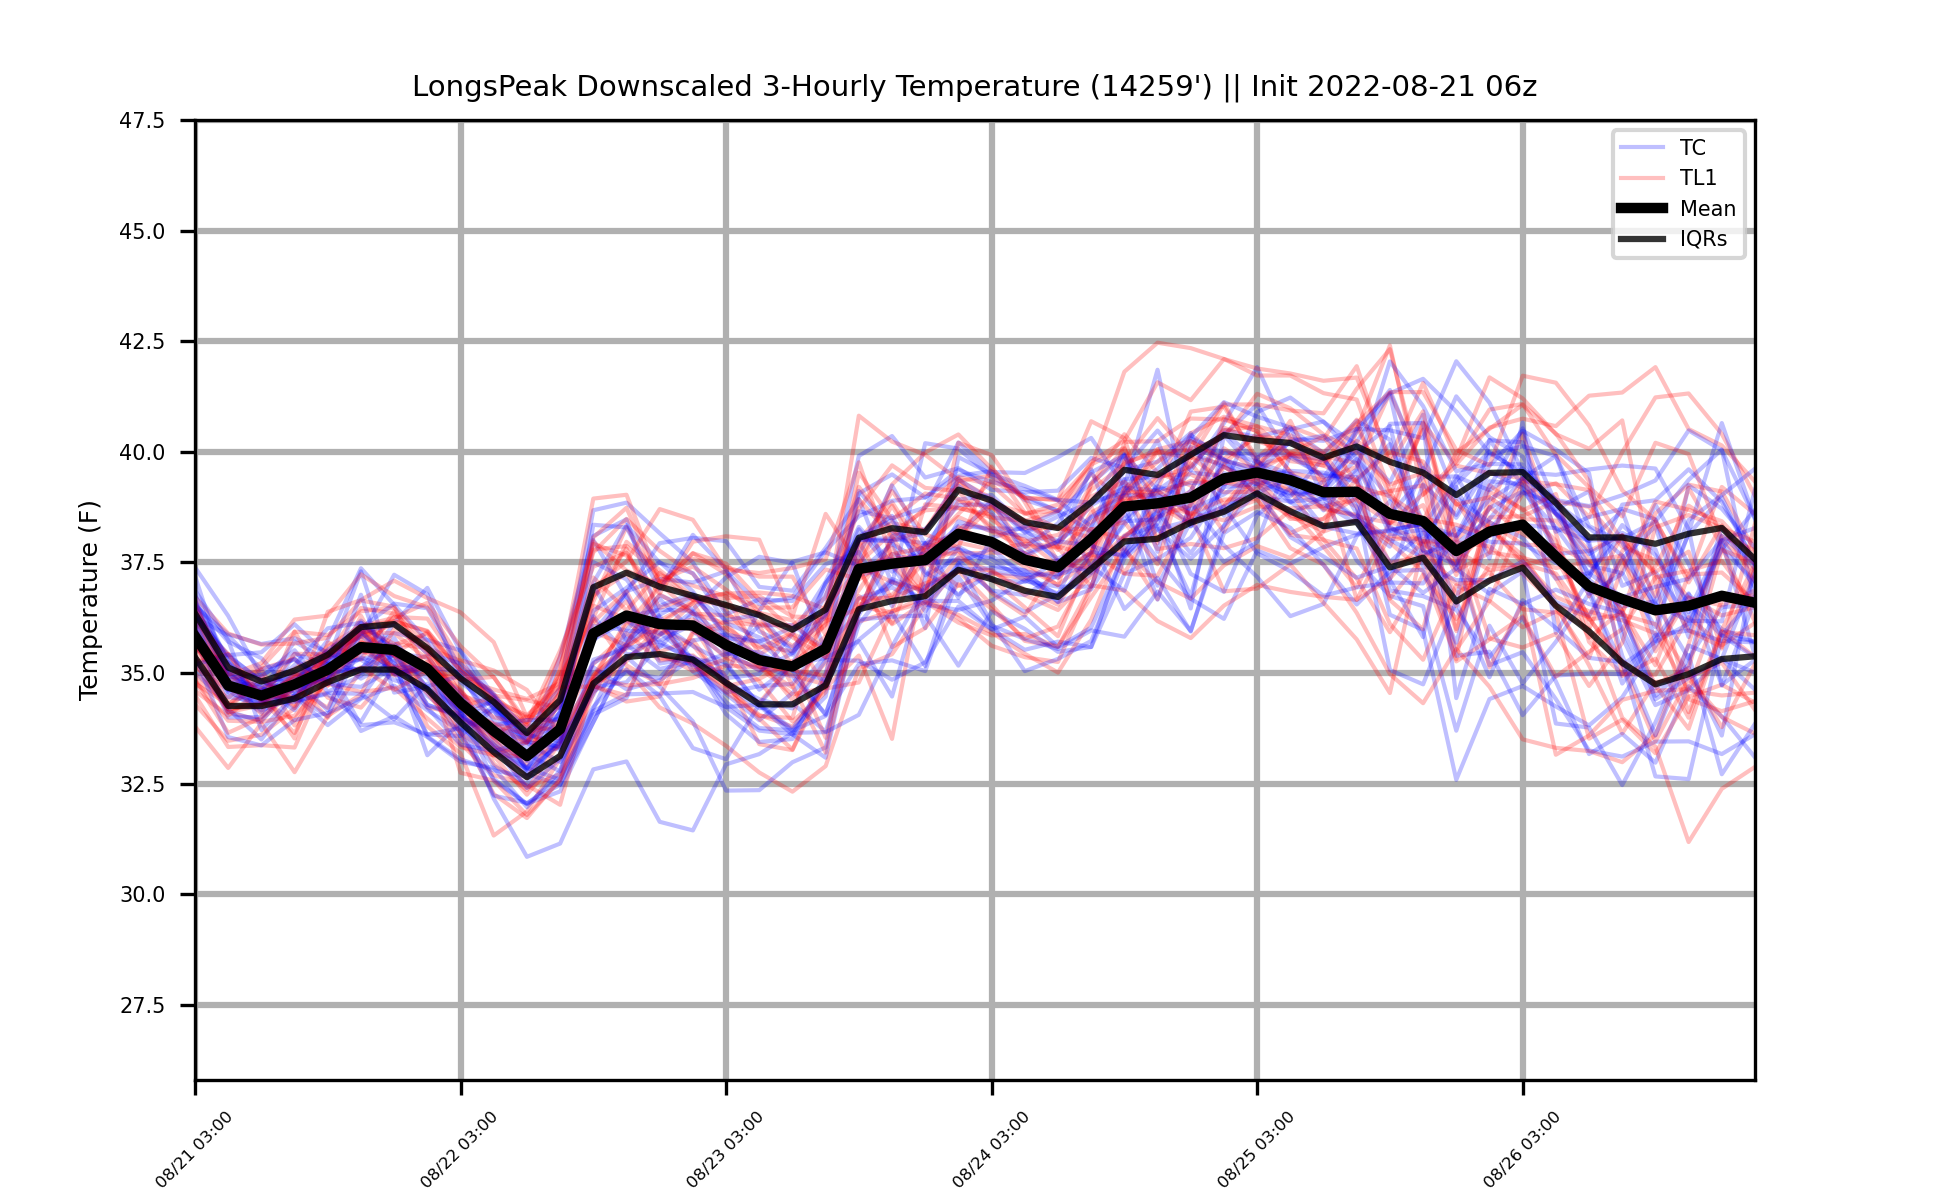 LongsPeak Downscaled 3-Hourly Temperature (14259') || Init 2022-08-21 06z
47.5
45.0
42.5
40.0
37.5
35.0
32.5
30.0
27.5
Temperature (F)
TC
TL1
Mean
IQRs
08/21 03:00
08/22 03:00
08/23 03:00
08/24 03:00
08/25 03:00
08/26 03:00